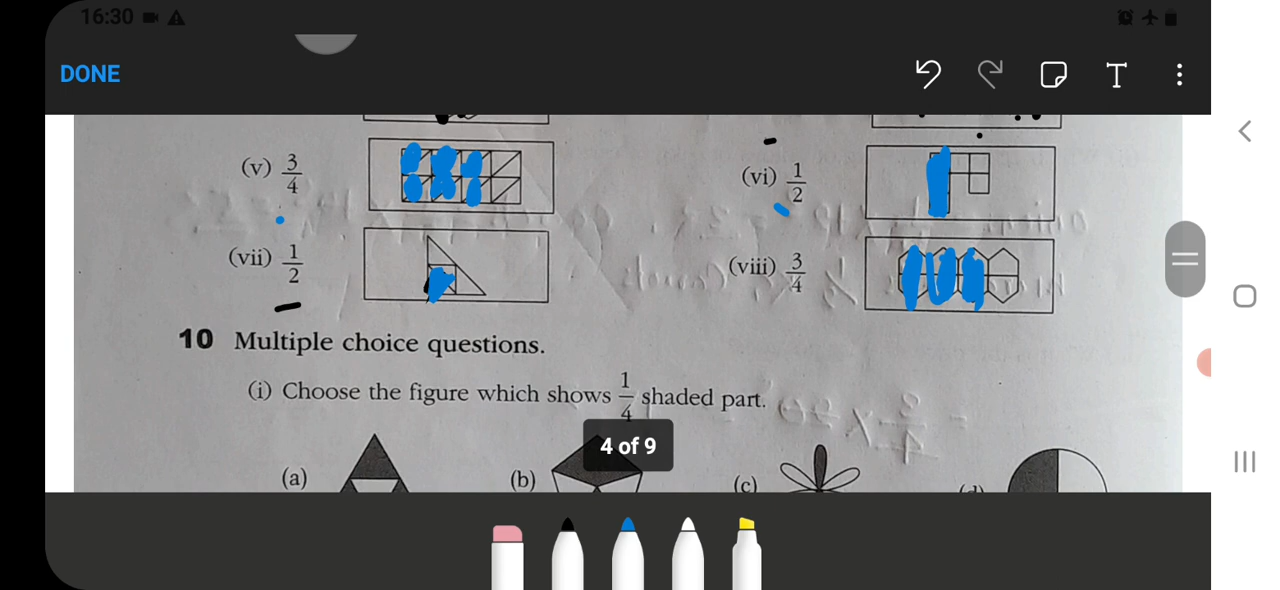 16:30
DONE
T
(v) 3/4
(vi) 1/2
(vii) 1/2
(viii) 3/4
10 Multiple choice questions.
(i) Choose the figure which shows 1/4 shaded part.
4 of 9
(a)
(b)
(c)
(d)